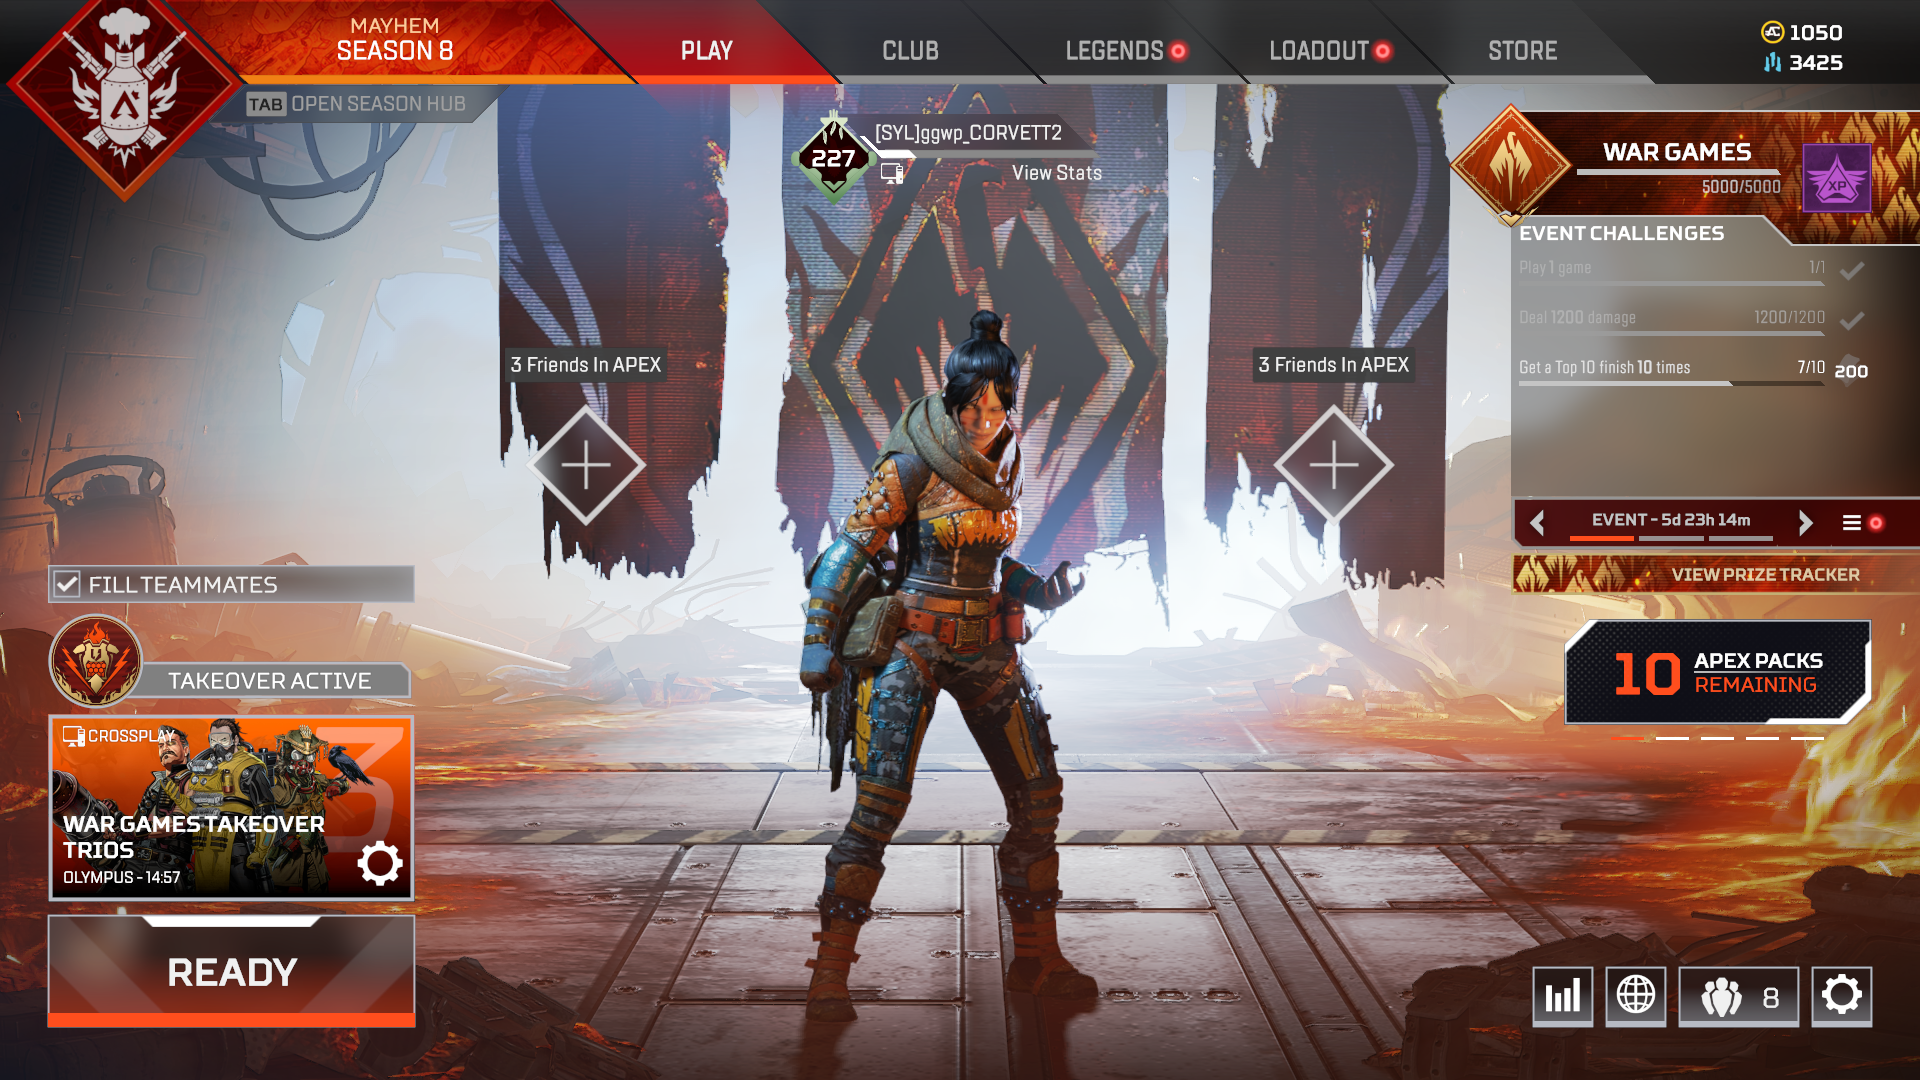 MAYHEM
SEASON 8
PLAY
CLUB
LEGENDS
LOADOUT
STORE
1050
3425
TAB OPEN SEASON HUB
227
[SYL]ggwp_CORVETT2
View Stats
WAR GAMES
5000/5000
XP
EVENT CHALLENGES
Play 1 game 1/1
Deal 1200 damage 1200/1200
Get a Top 10 finish 10 times 7/10 200
3 Friends In APEX
3 Friends In APEX
EVENT - 5d 23h 14m
VIEW PRIZE TRACKER
10 APEX PACKS
REMAINING
FILL TEAMMATES
TAKEOVER ACTIVE
CROSSPLAY
3
WAR GAMES TAKEOVER
TRIOS
OLYMPUS - 14:57
READY
8